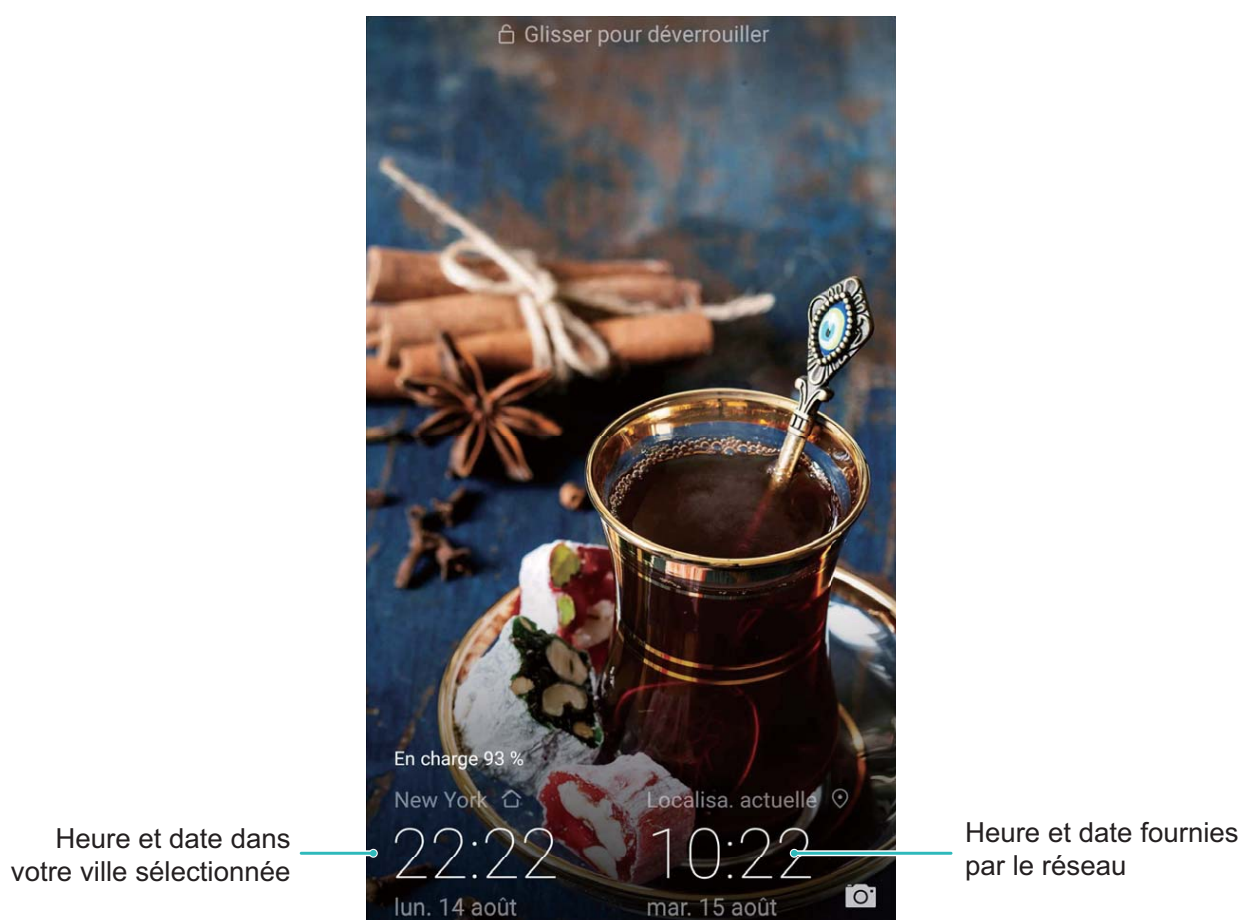 Glisser pour déverrouiller
En charge 93 %
New York
Localisa. actuelle
22:22
10:22
lun. 14 août
mar. 15 août
Heure et date dans
votre ville sélectionnée
Heure et date fournies
par le réseau